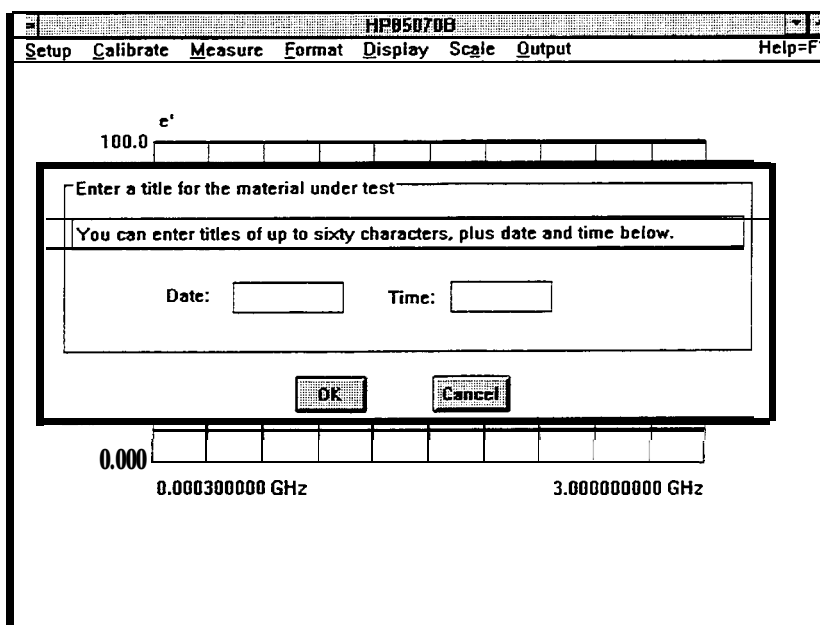 HP85070B
Setup Calibrate Measure Format Display Scale Output Help=F
e'
100.0
Enter a title for the material under test
You can enter titles of up to sixty characters, plus date and time below.
Date: Time:
OK Cancel
0.000
0.000300000 GHz 3.000000000 GHz